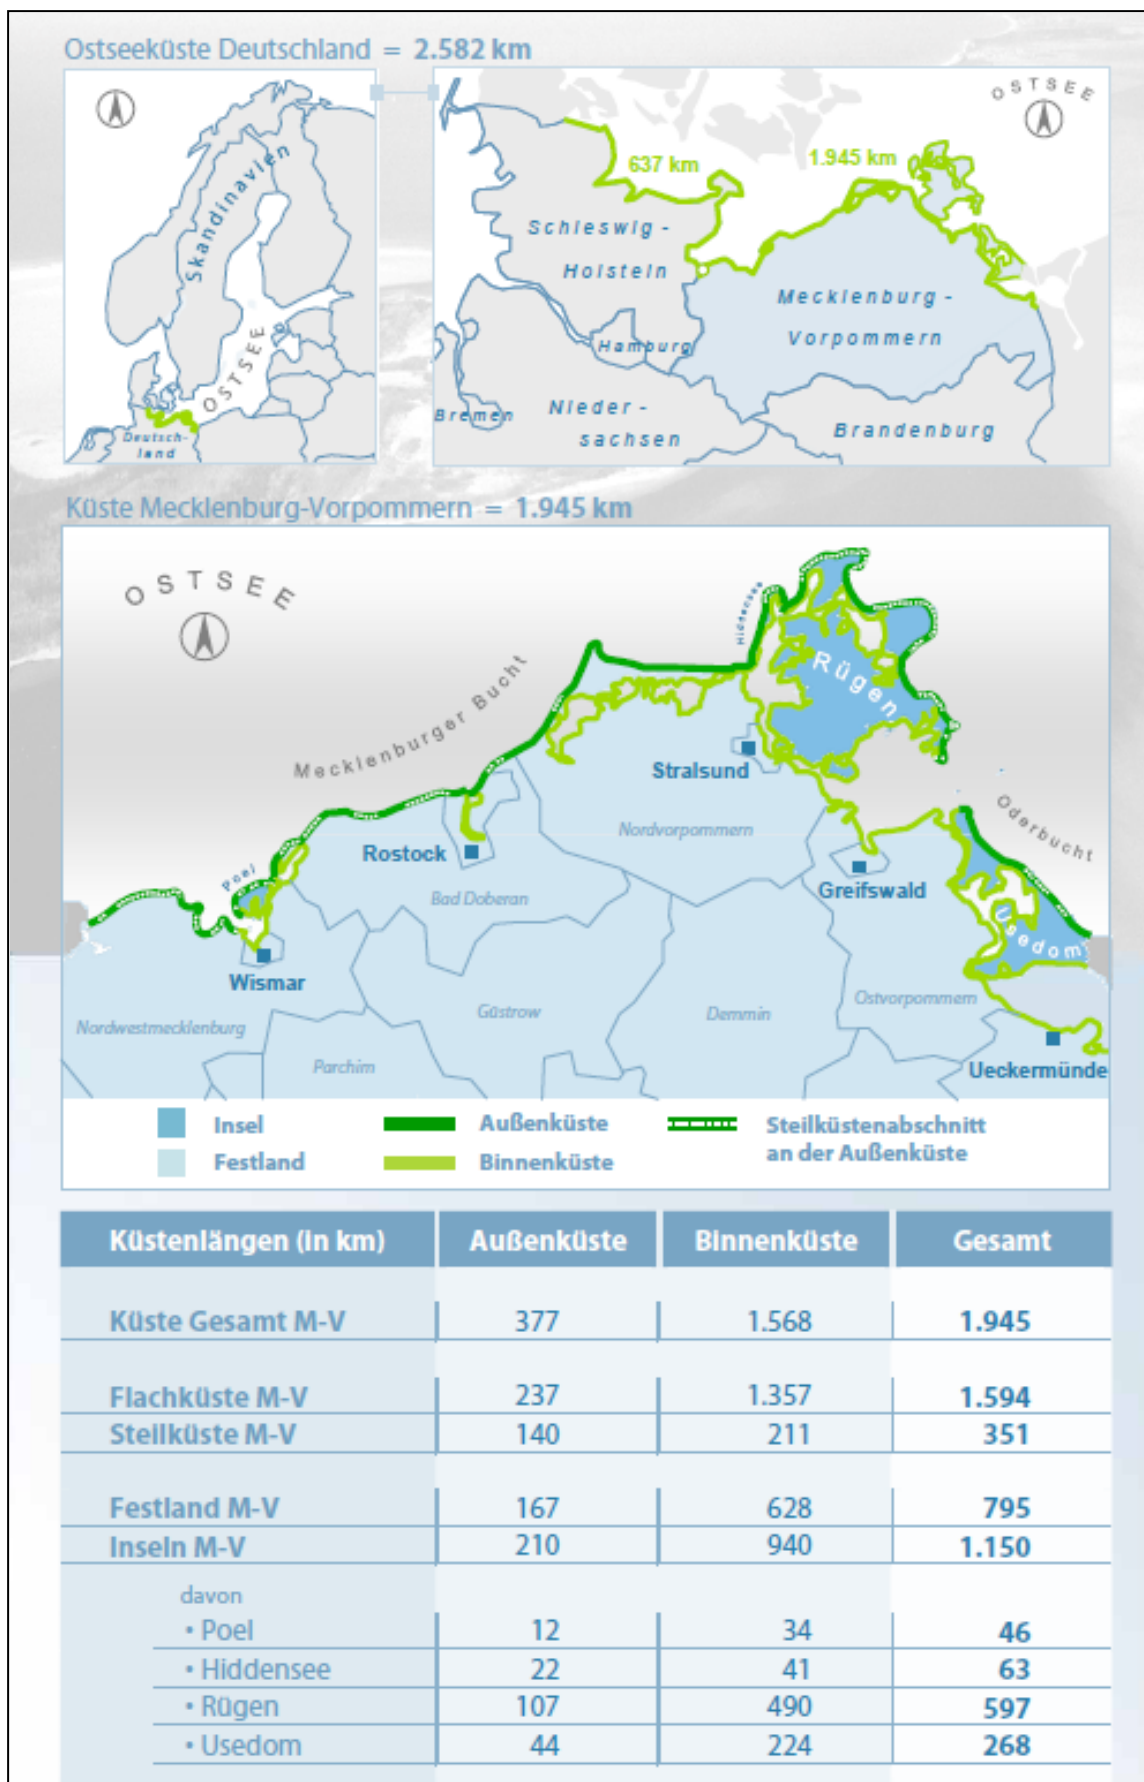 Ostseeküste Deutschland = 2.582 km
Skandinavien
OSTSEE
Deutsch-
land
OSTSEE
637 km
1.945 km
Schleswig -
Holstein
Mecklenburg -
Vorpommern
Hamburg
Bremen
Nieder -
sachsen
Brandenburg
Küste Mecklenburg-Vorpommern = 1.945 km
OSTSEE
Mecklenburger Bucht
Hiddensee
Rügen
Stralsund
Nordvorpommern
Oderbucht
Rostock
Bad Doberan
Greifswald
Poel
Usedom
Wismar
Nordwestmecklenburg
Güstrow
Demmin
Ostvorpommern
Parchim
Ueckermünde
Insel
Festland
Außenküste
Binnenküste
Steilküstenabschnitt
an der Außenküste
Küstenlängen (in km) Außenküste Binnenküste Gesamt
Küste Gesamt M-V 377 1.568 1.945
Flachküste M-V 237 1.357 1.594
Steilküste M-V 140 211 351
Festland M-V 167 628 795
Inseln M-V 210 940 1.150
davon
• Poel 12 34 46
• Hiddensee 22 41 63
• Rügen 107 490 597
• Usedom 44 224 268